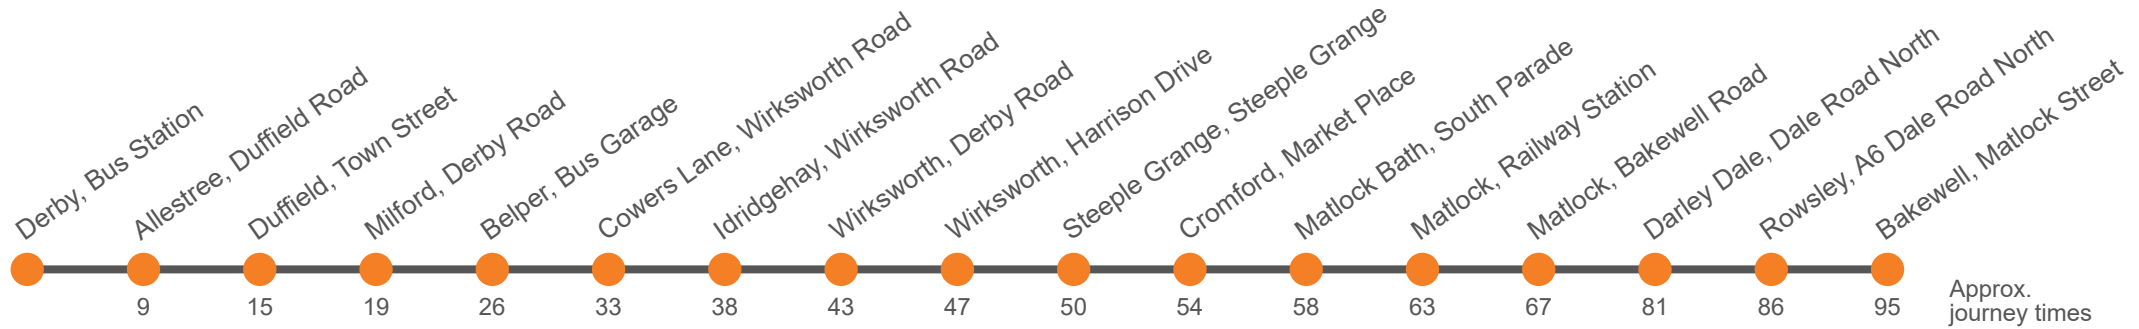 Derby, Bus Station
Allestree, Duffield Road
Duffield, Town Street
Milford, Derby Road
Belper, Bus Garage
Cowers Lane, Wirksworth Road
Idridgehay, Wirksworth Road
Wirksworth, Derby Road
Wirksworth, Harrison Drive
Steeple Grange, Steeple Grange
Cromford, Market Place
Matlock Bath, South Parade
Matlock, Railway Station
Matlock, Bakewell Road
Darley Dale, Dale Road North
Rowsley, A6 Dale Road North
Bakewell, Matlock Street
9 15 19 26 33 38 43 47 50 54 58 63 67 81 86 95
Approx.
journey times